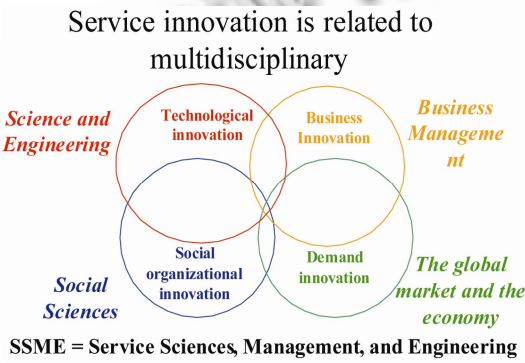 Service innovation is related to
multidisciplinary
Science and
Engineering
Technological
innovation
Business
Innovation
Business
Manageme
nt
Social
Sciences
Social
organizational
innovation
Demand
innovation
The global
market and the
economy
SSME = Service Sciences, Management, and Engineering